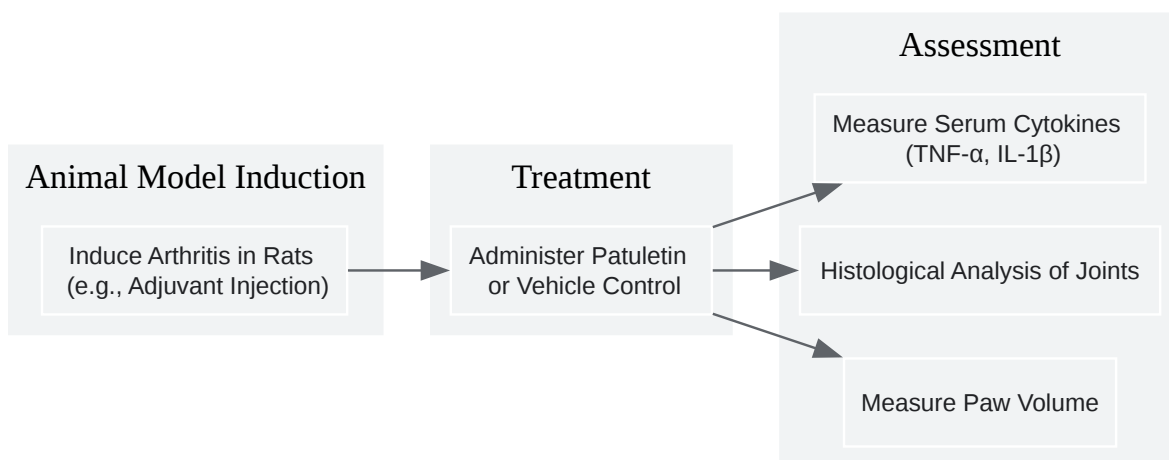 Animal Model Induction
Induce Arthritis in Rats
(e.g., Adjuvant Injection)
Treatment
Administer Patuletin
or Vehicle Control
Assessment
Measure Serum Cytokines
(TNF-α, IL-1β)
Histological Analysis of Joints
Measure Paw Volume